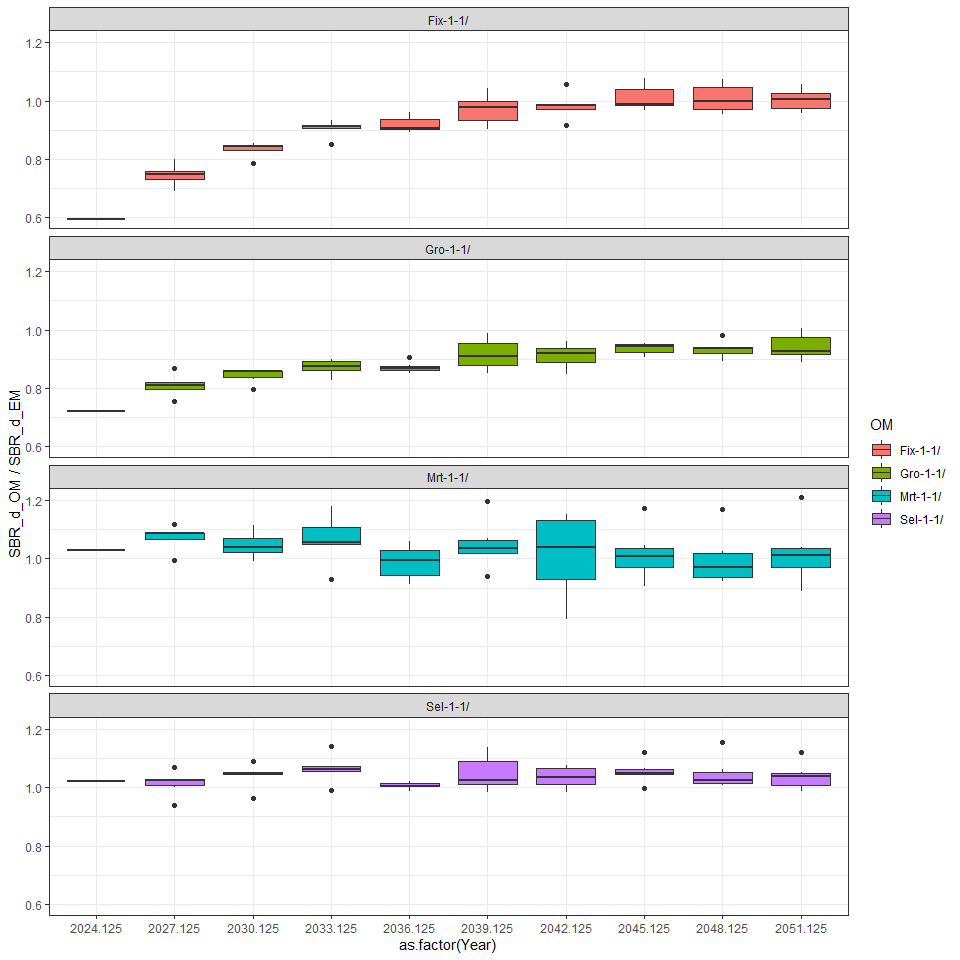 Fix-1-1/
1.2
1.0
0.8
0.6
Gro-1-1/
1.2
1.0
0.8
0.6
Mrt-1-1/
1.2
1.0
0.8
0.6
Sel-1-1/
1.2
1.0
0.8
0.6
SBR_d_OM / SBR_d_EM
2024.125 2027.125 2030.125 2033.125 2036.125 2039.125 2042.125 2045.125 2048.125 2051.125
as.factor(Year)
OM
Fix-1-1/
Gro-1-1/
Mrt-1-1/
Sel-1-1/